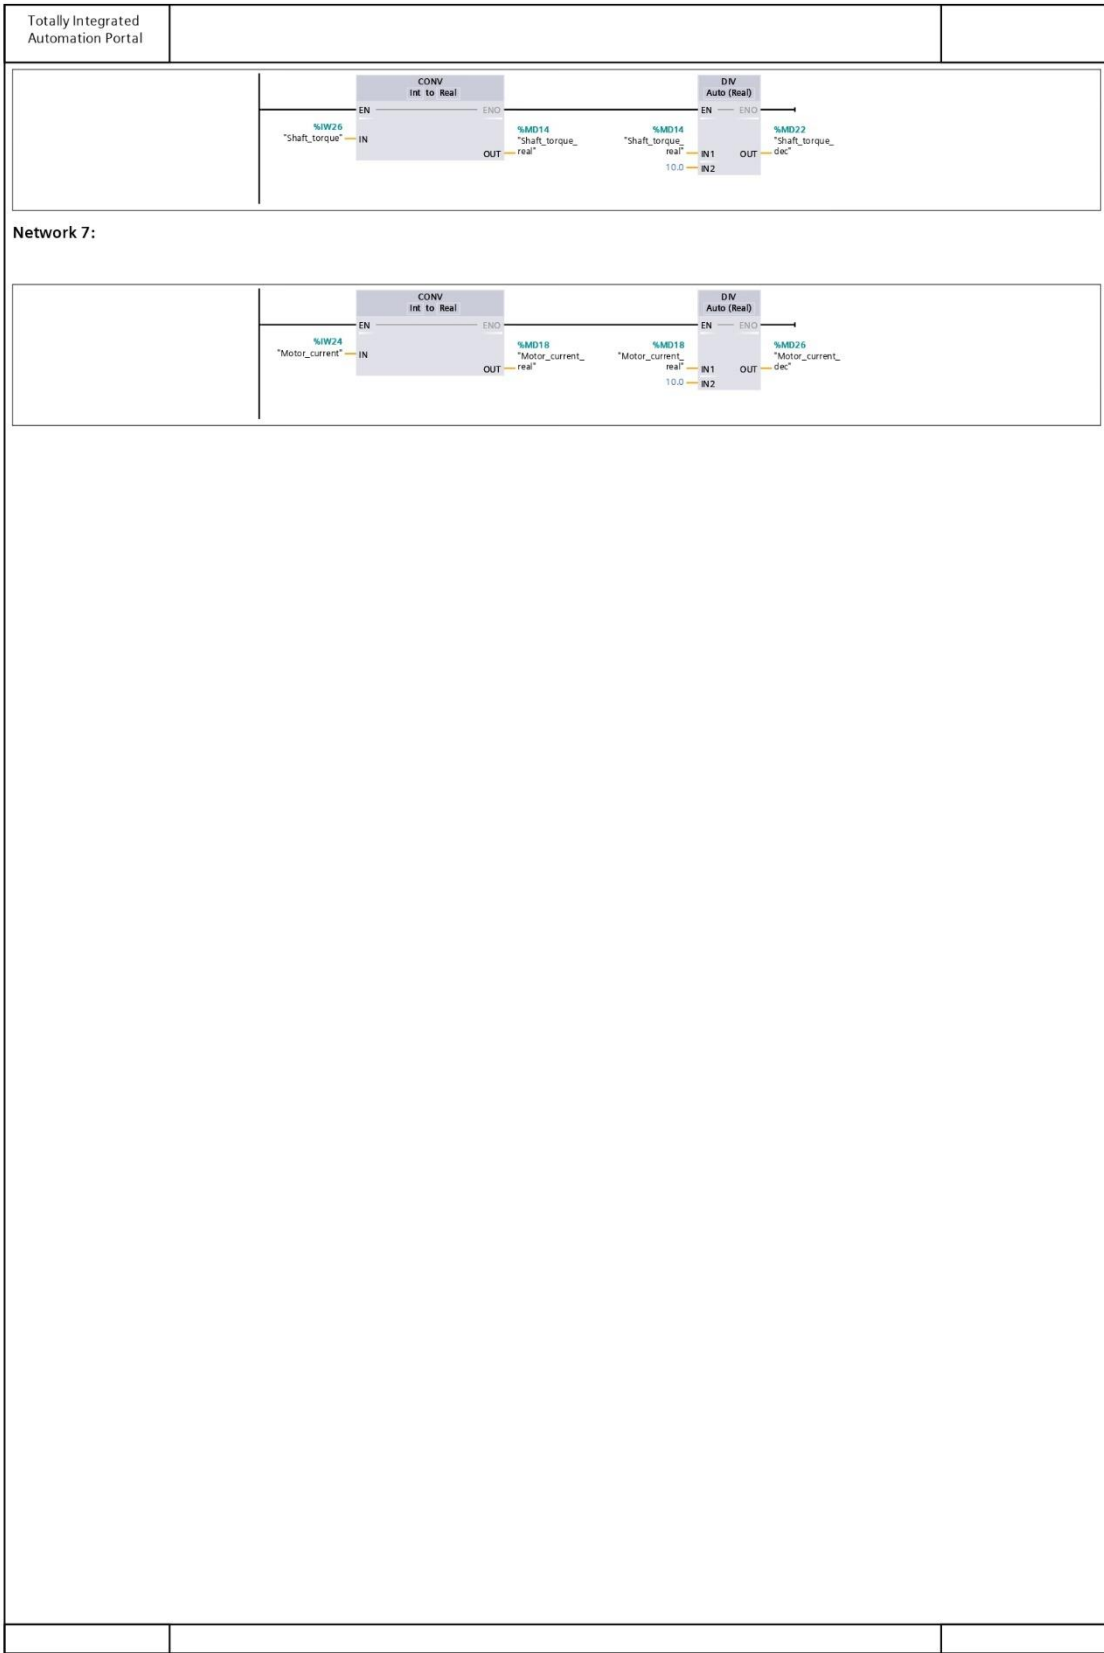 Totally Integrated
Automation Portal
CONV
Int to Real
DIV
Auto (Real)
EN
ENO
EN
ENO
%IW26
"Shaft_torque"
IN
%MD14
"Shaft_torque_
real"
OUT
%MD14
"Shaft_torque_
real"
IN1
OUT
%MD22
"Shaft_torque_
dec"
10.0
IN2
Network 7:
CONV
Int to Real
DIV
Auto (Real)
EN
ENO
EN
ENO
%IW24
"Motor_current"
IN
%MD18
"Motor_current_
real"
OUT
%MD18
"Motor_current_
real"
IN1
OUT
%MD26
"Motor_current_
dec"
10.0
IN2